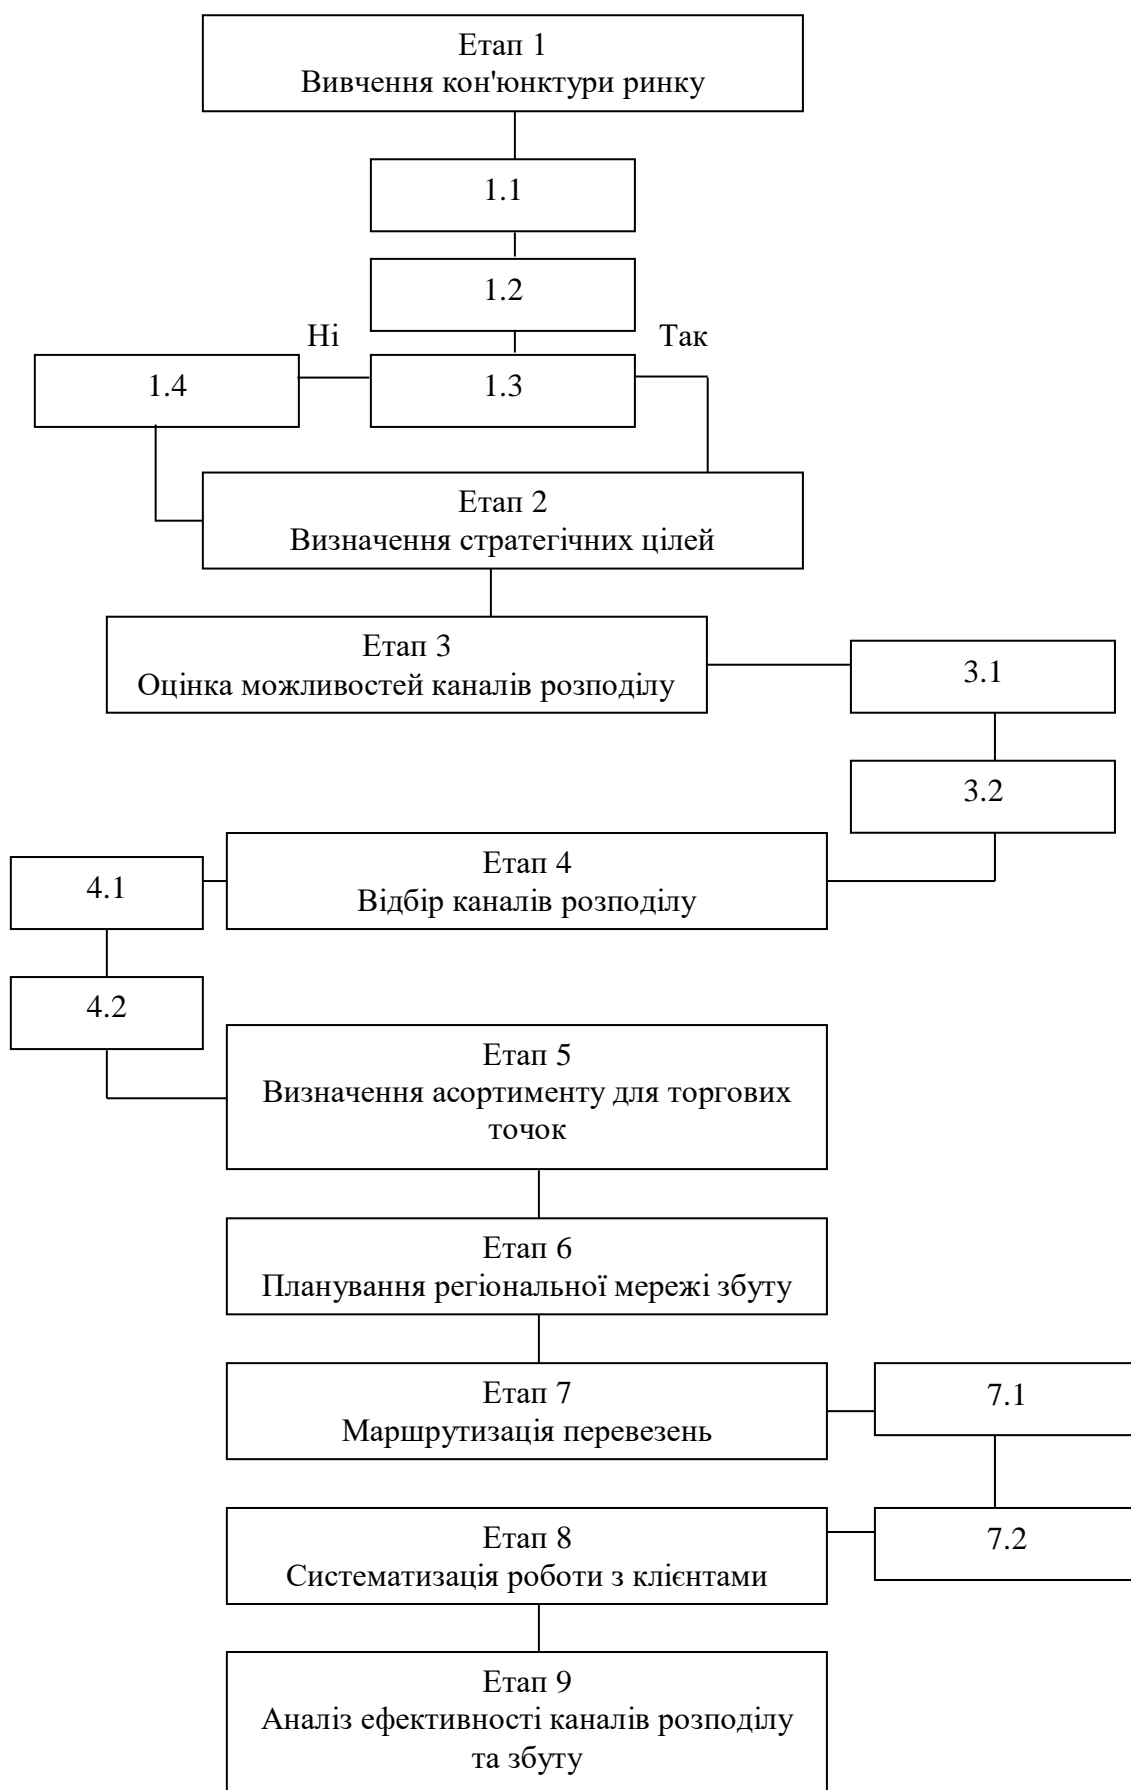 Етап 1
Вивчення кон'юнктури ринку
1.1
1.2
Ні
Так
1.4
1.3
Етап 2
Визначення стратегічних цілей
Етап 3
Оцінка можливостей каналів розподілу
3.1
3.2
Етап 4
Відбір каналів розподілу
4.1
4.2
Етап 5
Визначення асортименту для торгових
точок
Етап 6
Планування регіональної мережі збуту
Етап 7
Маршрутизація перевезень
7.1
Етап 8
Систематизація роботи з клієнтами
7.2
Етап 9
Аналіз ефективності каналів розподілу
та збуту